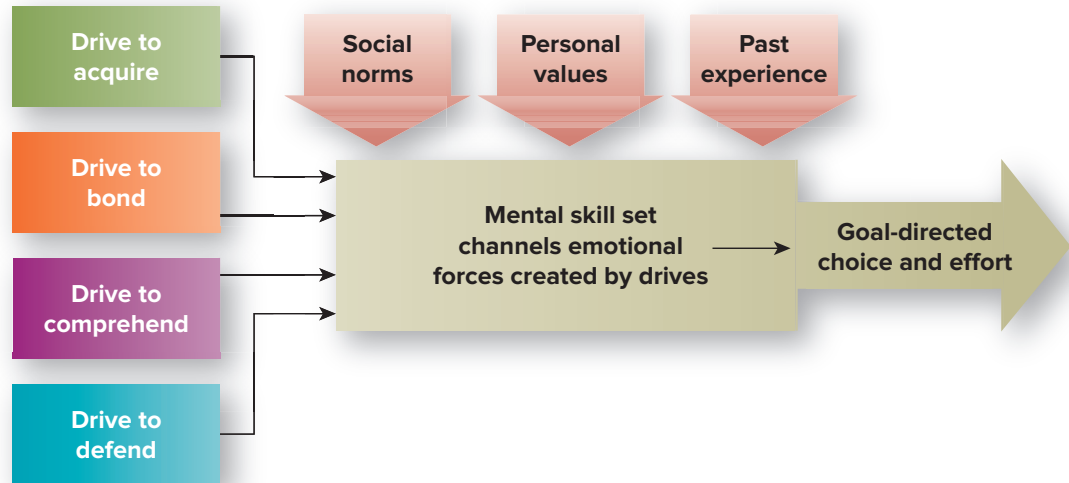 Drive to
acquire
Drive to
bond
Drive to
comprehend
Drive to
defend
Social
norms
Personal
values
Past
experience
Mental skill set
channels emotional
forces created by drives
Goal-directed
choice and effort